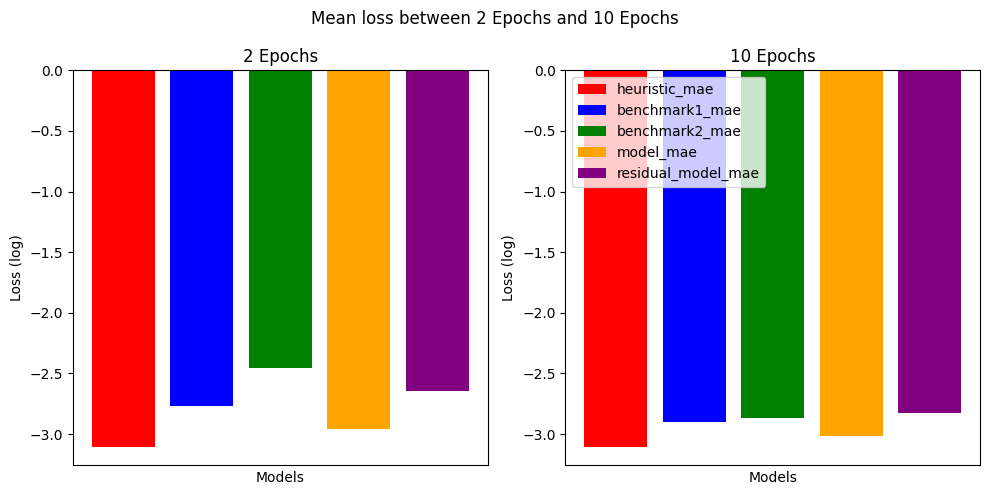 Mean loss between 2 Epochs and 10 Epochs
2 Epochs
Loss (log)
0.0
−0.5
−1.0
−1.5
−2.0
−2.5
−3.0
Models
10 Epochs
Loss (log)
0.0
−0.5
−1.0
−1.5
−2.0
−2.5
−3.0
heuristic_mae
benchmark1_mae
benchmark2_mae
model_mae
residual_model_mae
Models